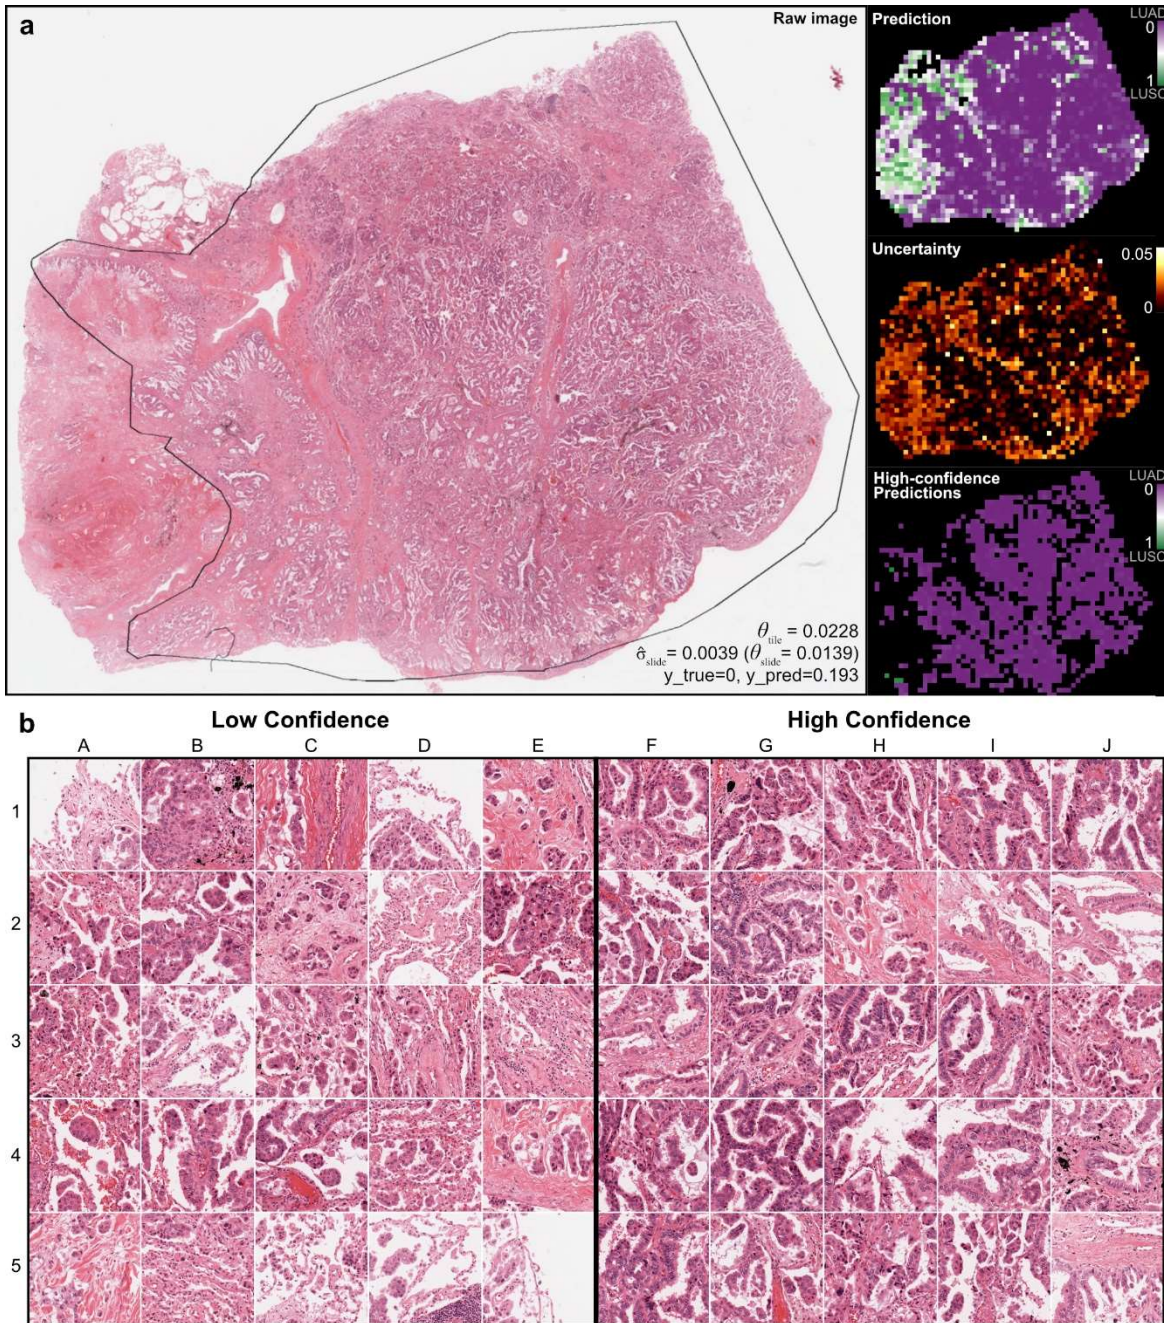 a
Raw image
Prediction
LUAD
0
1
LUSC
Uncertainty
0.05
0
High-confidence
Predictions
LUAD
0
1
LUSC
θtile = 0.0228
σ̂slide= 0.0039 (θslide= 0.0139)
y_true=0, y_pred=0.193
b
Low Confidence
High Confidence
A B C D E F G H I J
1
2
3
4
5